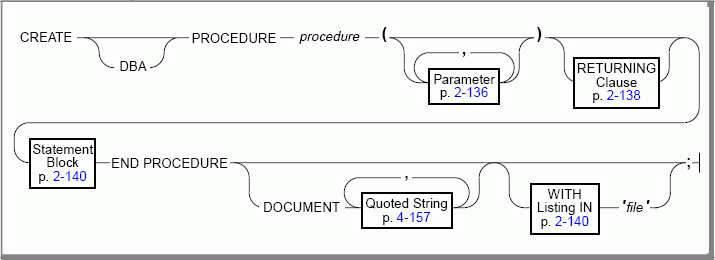 CREATE DBA PROCEDURE procedure ( , )
Parameter
p. 2-136
RETURNING
Clause
p. 2-138
Statement
Block
p. 2-140
END PROCEDURE
DOCUMENT
,
Quoted String
p. 4-157
WITH
Listing IN
p. 2-140
'file'
;